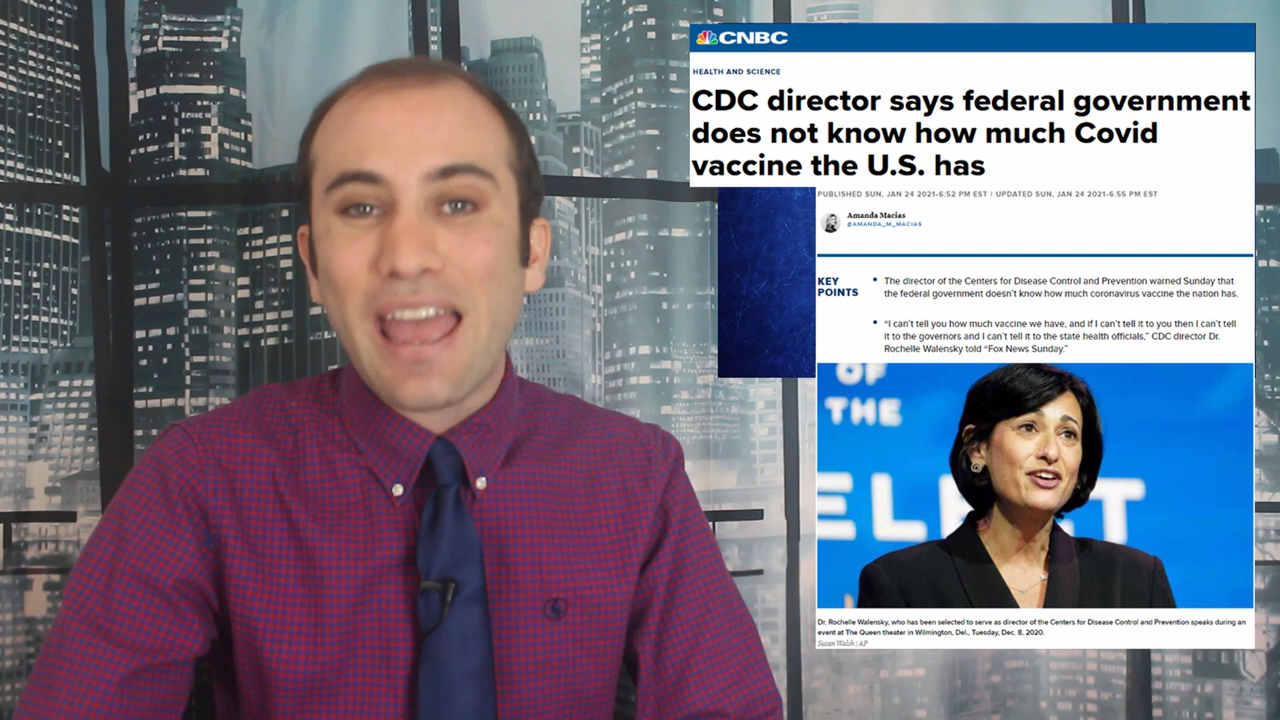 CNBC
HEALTH AND SCIENCE
CDC director says federal government
does not know how much Covid
vaccine the U.S. has
PUBLISHED SUN, JAN 24 2021-6:52 PM EST | UPDATED SUN, JAN 24 2021-6:55 PM EST
Amanda Macias
@AMANDA_M_MACIAS
KEY
POINTS
• The director of the Centers for Disease Control and Prevention warned Sunday that
the federal government doesn't know how much coronavirus vaccine the nation has.
• “I can't tell you how much vaccine we have, and if I can't tell it to you then I can't tell
it to the governors and I can't tell it to the state health officials,” CDC director Dr.
Rochelle Walensky told “Fox News Sunday.”
OF
THE
ELECT
Dr. Rochelle Walensky, who has been selected to serve as director of the Centers for Disease Control and Prevention speaks during an
event at The Queen theater in Wilmington, Del., Tuesday, Dec. 8, 2020.
Susan Walsh | AP